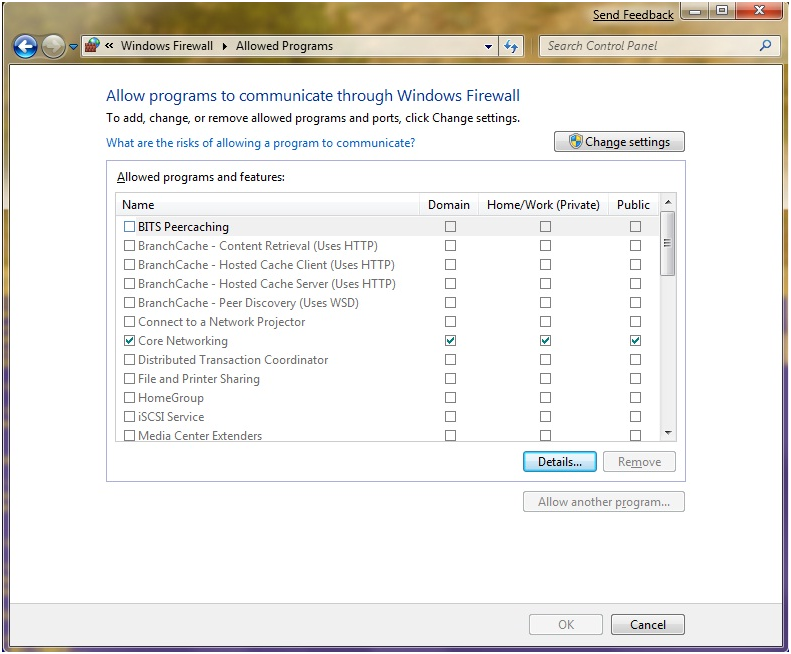 Send Feedback
« Windows Firewall ▸ Allowed Programs
Search Control Panel
Allow programs to communicate through Windows Firewall
To add, change, or remove allowed programs and ports, click Change settings.
What are the risks of allowing a program to communicate?
Change settings
Allowed programs and features:
Name Domain Home/Work (Private) Public
BITS Peercaching
BranchCache - Content Retrieval (Uses HTTP)
BranchCache - Hosted Cache Client (Uses HTTP)
BranchCache - Hosted Cache Server (Uses HTTP)
BranchCache - Peer Discovery (Uses WSD)
Connect to a Network Projector
Core Networking
Distributed Transaction Coordinator
File and Printer Sharing
HomeGroup
iSCSI Service
Media Center Extenders
Details... Remove
Allow another program...
OK Cancel